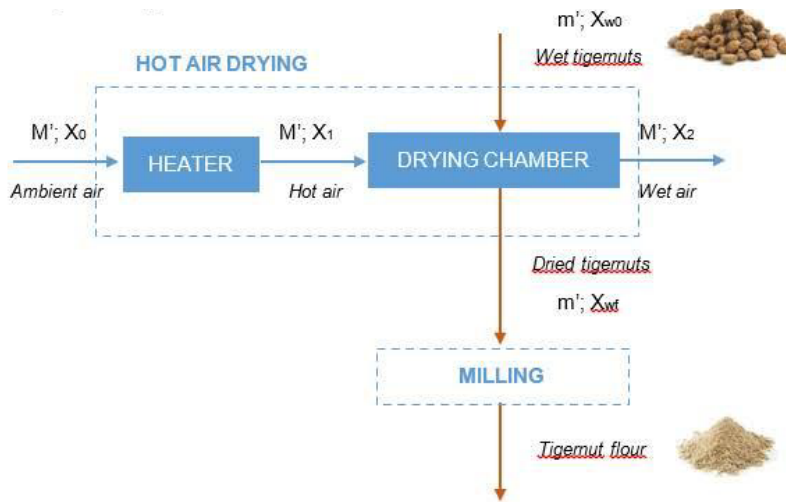 m’; Xw0
Wet tigernuts
HOT AIR DRYING
M’; X0
M’; X1
M’; X2
HEATER
DRYING CHAMBER
Ambient air
Hot air
Wet air
Dried tigernuts
m’; Xwf
MILLING
Tigernut flour